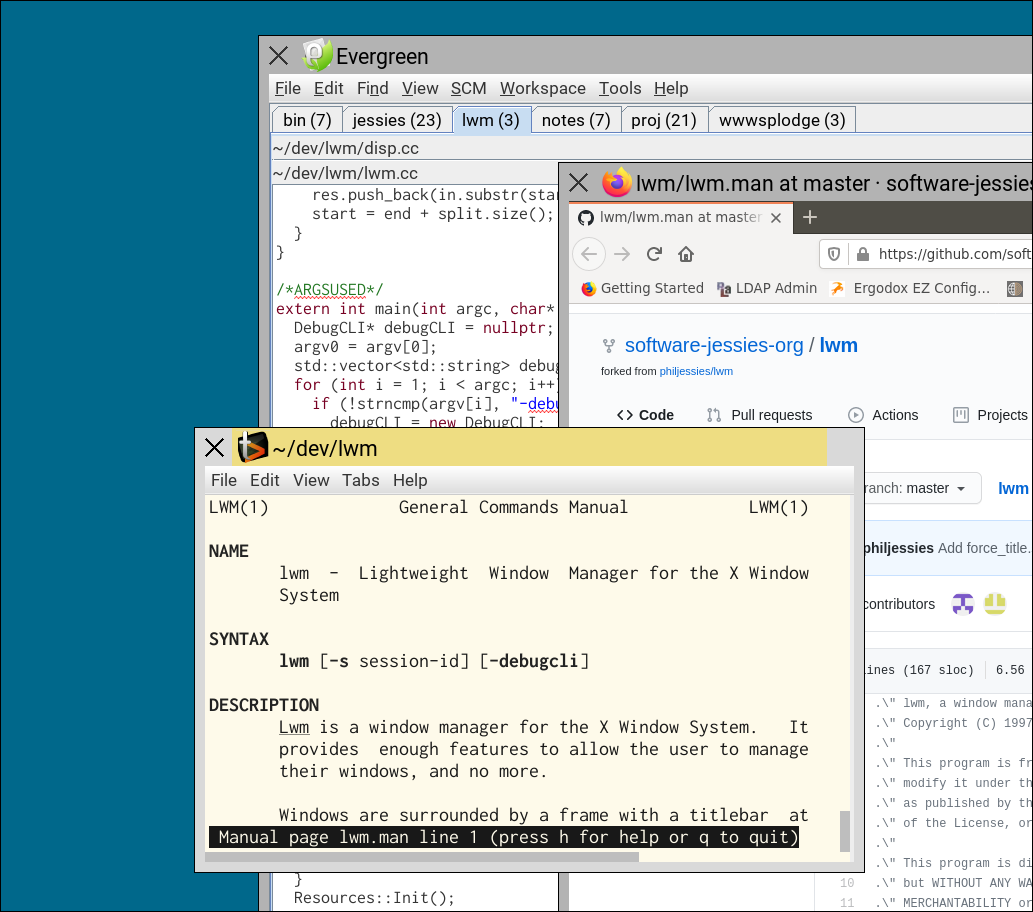 Evergreen
File Edit Find View SCM Workspace Tools Help
bin (7) jessies (23) lwm (3) notes (7) proj (21) wwwsplodge (3)
~/dev/lwm/disp.cc
~/dev/lwm/lwm.cc
res.push_back(in.substr(sta
start = end + split.size();
}
}
/*ARGSUSED*/
extern int main(int argc, char*
DebugCLI* debugCLI = nullptr;
argv0 = argv[0];
std::vector<std::string> debug
for (int i = 1; i < argc; i++
if (!strncmp(argv[i], "-debu
debugCLI = new DebugCLI;
}
Resources::Init();
lwm/lwm.man at master · software-jessies
lwm/lwm.man at master
https://github.com/soft
Getting Started LDAP Admin Ergodox EZ Config…
software-jessies-org / lwm
forked from philjessies/lwm
Code Pull requests Actions Projects
ranch: master lwm
philjessies Add force_title.
contributors
lines (167 sloc) 6.56
.\" lwm, a window mana
.\" Copyright (C) 1997
.\"
.\" This program is fr
.\" modify it under th
.\" as published by th
.\" of the License, or
.\"
.\" This program is di
10 .\" but WITHOUT ANY WA
11 .\" MERCHANTABILITY or
~/dev/lwm
File Edit View Tabs Help
LWM(1) General Commands Manual LWM(1)
NAME
lwm - Lightweight Window Manager for the X Window
System
SYNTAX
lwm [-s session-id] [-debugcli]
DESCRIPTION
Lwm is a window manager for the X Window System. It
provides enough features to allow the user to manage
their windows, and no more.
Windows are surrounded by a frame with a titlebar at
Manual page lwm.man line 1 (press h for help or q to quit)